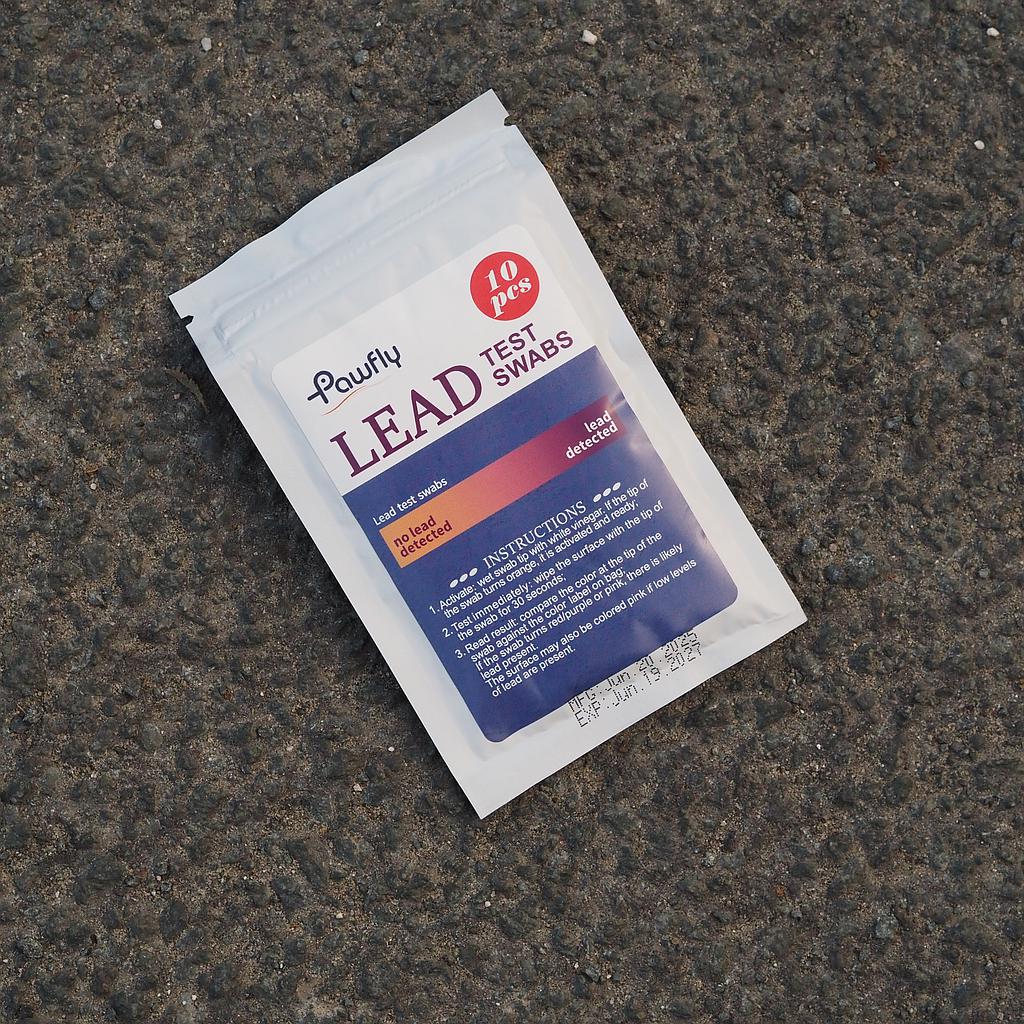 10
pcs
Pawfly
LEAD TEST
SWABS
Lead test swabs
no lead
detected
lead
detected
INSTRUCTIONS
1. Activate: wet swab tip with white vinegar; if the tip of
the swab turns orange, it is activated and ready;
2. Test immediately: wipe the surface with the tip of
the swab for 30 seconds;
3. Read result: compare the color at the tip of the
swab against the color label on bag;
If the swab turns red/purple or pink, there is likely
lead present.
The surface may also be colored pink if low levels
of lead are present.
MFG:Jun.20.2025
EXP:Jun.19.2027